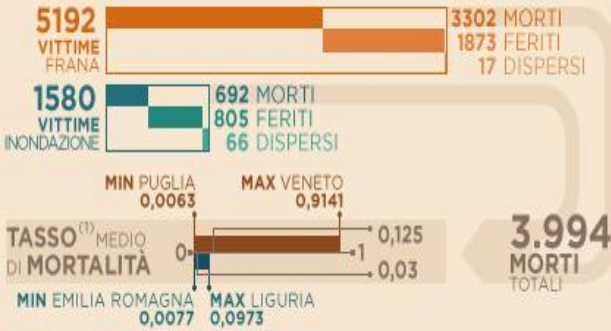 5192
VITTIME
FRANA
3302 MORTI
1873 FERITI
17 DISPERSI
1580
VITTIME
INONDAZIONE
692 MORTI
805 FERITI
66 DISPERSI
MIN PUGLIA
0,0063
MAX VENETO
0,9141
TASSO(1) MEDIO
DI MORTALITÀ
0
1
0,125
0,03
MIN EMILIA ROMAGNA
0,0077
MAX LIGURIA
0,0973
3.994
MORTI
TOTALI